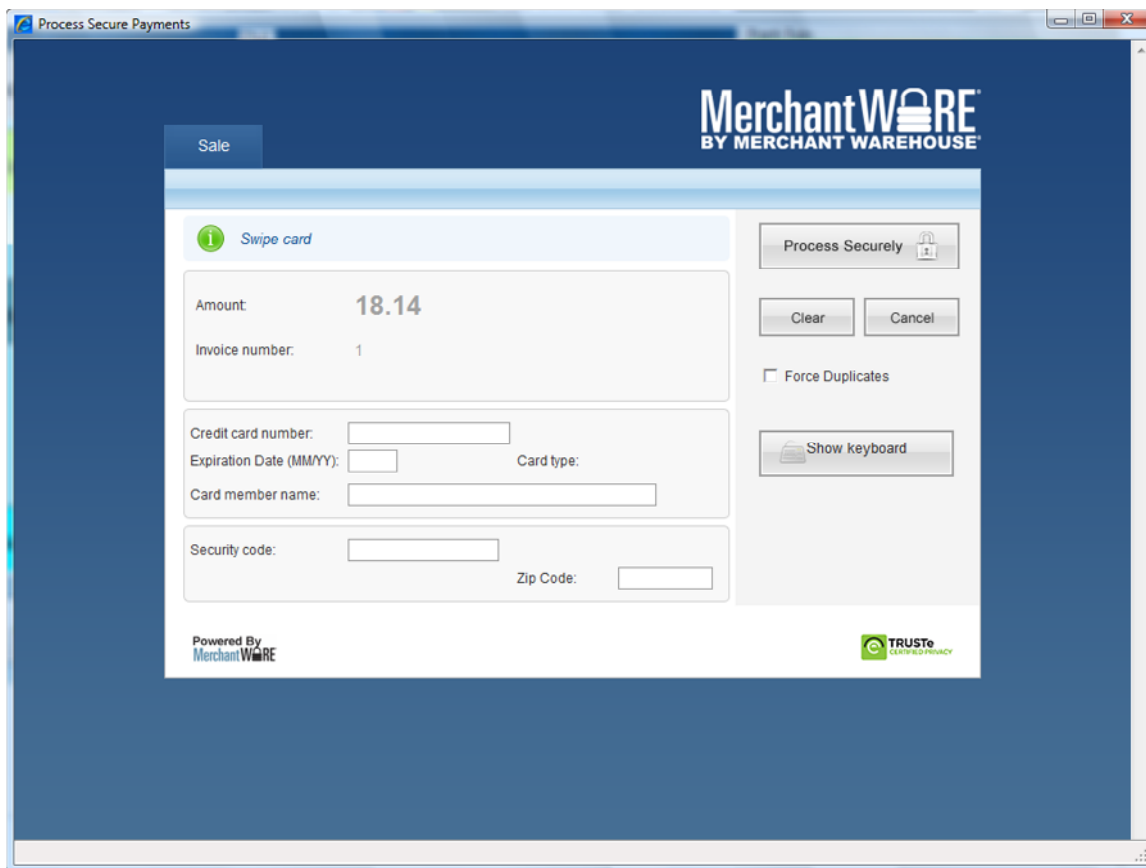 Process Secure Payments
MerchantWARE
BY MERCHANT WAREHOUSE
Sale
Swipe card
Process Securely
Amount: 18.14
Clear Cancel
Invoice number: 1
Force Duplicates
Credit card number:
Show keyboard
Expiration Date (MM/YY): Card type:
Card member name:
Security code:
Zip Code:
Powered By
MerchantWARE
TRUSTe
CERTIFIED PRIVACY